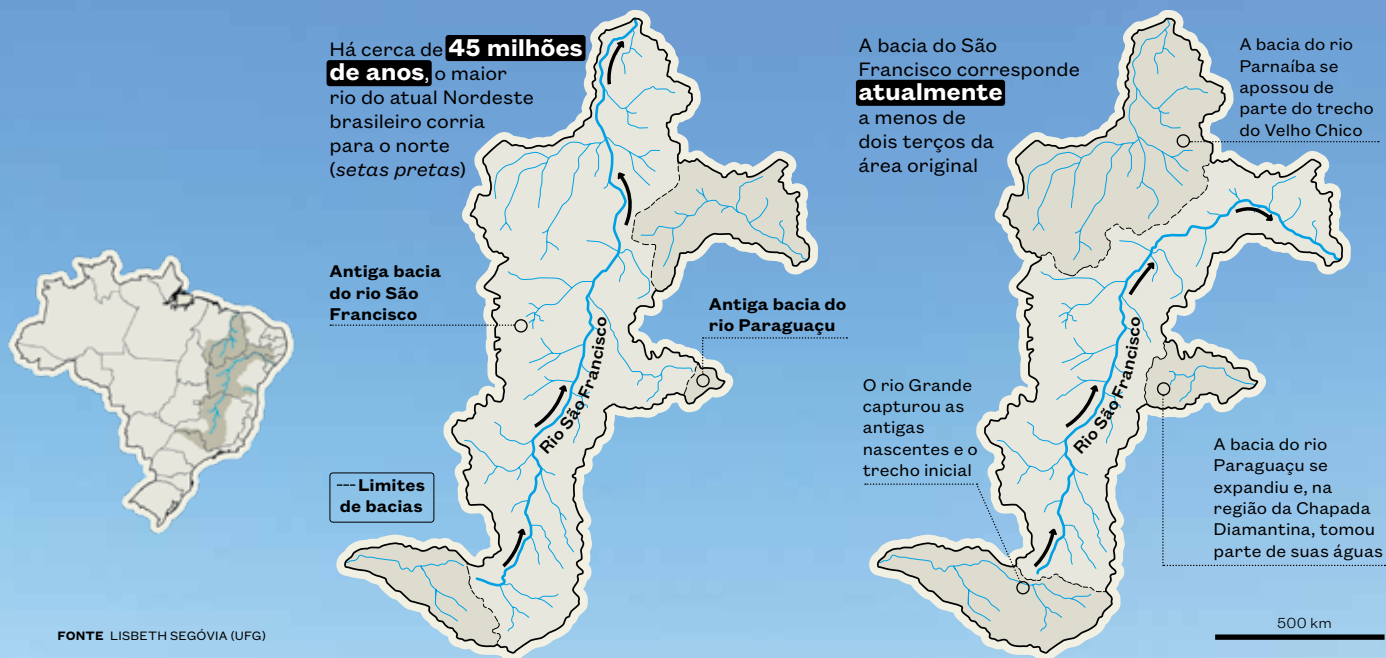 Há cerca de 45 milhões
de anos, o maior
rio do atual Nordeste
brasileiro corria
para o norte
(setas pretas)
Antiga bacia
do rio São
Francisco
Antiga bacia do
rio Paraguaçu
Rio São Francisco
--- Limites
de bacias
A bacia do São
Francisco corresponde
atualmente
a menos de
dois terços da
área original
A bacia do rio
Parnaíba se
apossou de
parte do trecho
do Velho Chico
O rio Grande
capturou as
antigas
nascentes e o
trecho inicial
Rio São Francisco
A bacia do rio
Paraguaçu se
expandiu e, na
região da Chapada
Diamantina, tomou
parte de suas águas
500 km
FONTE LISBETH SEGÓVIA (UFG)